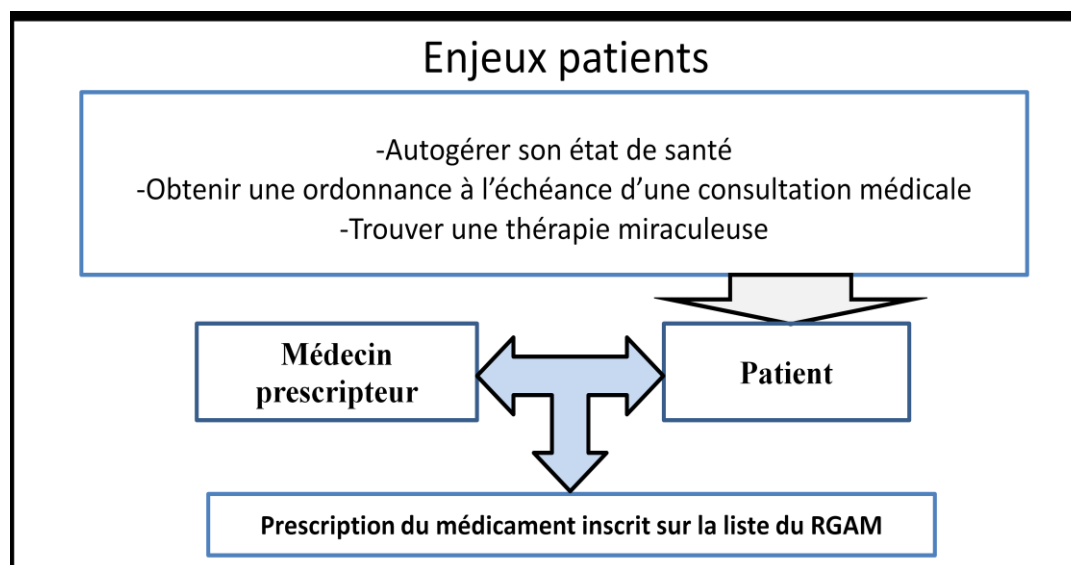 Enjeux patients
-Autogérer son état de santé
-Obtenir une ordonnance à l’échéance d’une consultation médicale
-Trouver une thérapie miraculeuse
Médecin
prescripteur
Patient
Prescription du médicament inscrit sur la liste du RGAM